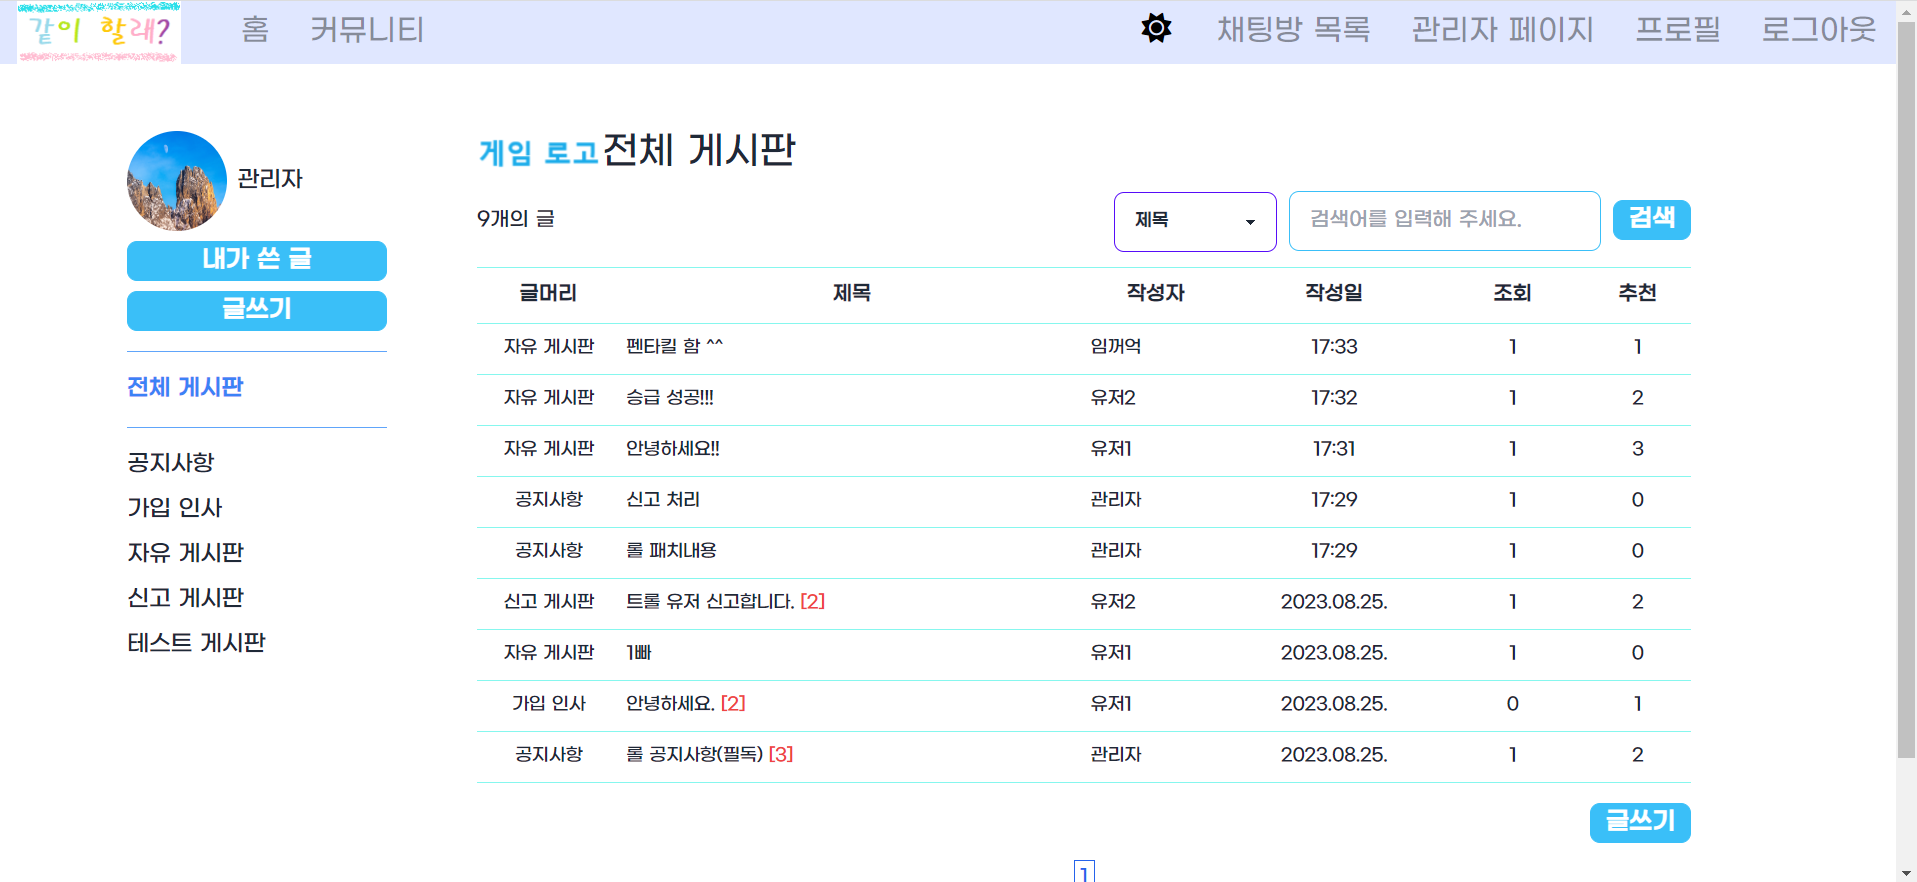 같이 할래? 홈 커뮤니티 채팅방 목록 관리자 페이지 프로필 로그아웃
관리자
내가 쓴 글
글쓰기
전체 게시판
공지사항
가입 인사
자유 게시판
신고 게시판
테스트 게시판
게임 로고 전체 게시판
9개의 글 제목 검색어를 입력해 주세요. 검색
글머리 제목 작성자 작성일 조회 추천
자유 게시판 펜타킬 함 ^^ 임꺼억 17:33 1 1
자유 게시판 승급 성공!!! 유저2 17:32 1 2
자유 게시판 안녕하세요!! 유저1 17:31 1 3
공지사항 신고 처리 관리자 17:29 1 0
공지사항 롤 패치내용 관리자 17:29 1 0
신고 게시판 트롤 유저 신고합니다. [2] 유저2 2023.08.25. 1 2
자유 게시판 1빠 유저1 2023.08.25. 1 0
가입 인사 안녕하세요. [2] 유저1 2023.08.25. 0 1
공지사항 롤 공지사항(필독) [3] 관리자 2023.08.25. 1 2
글쓰기
1